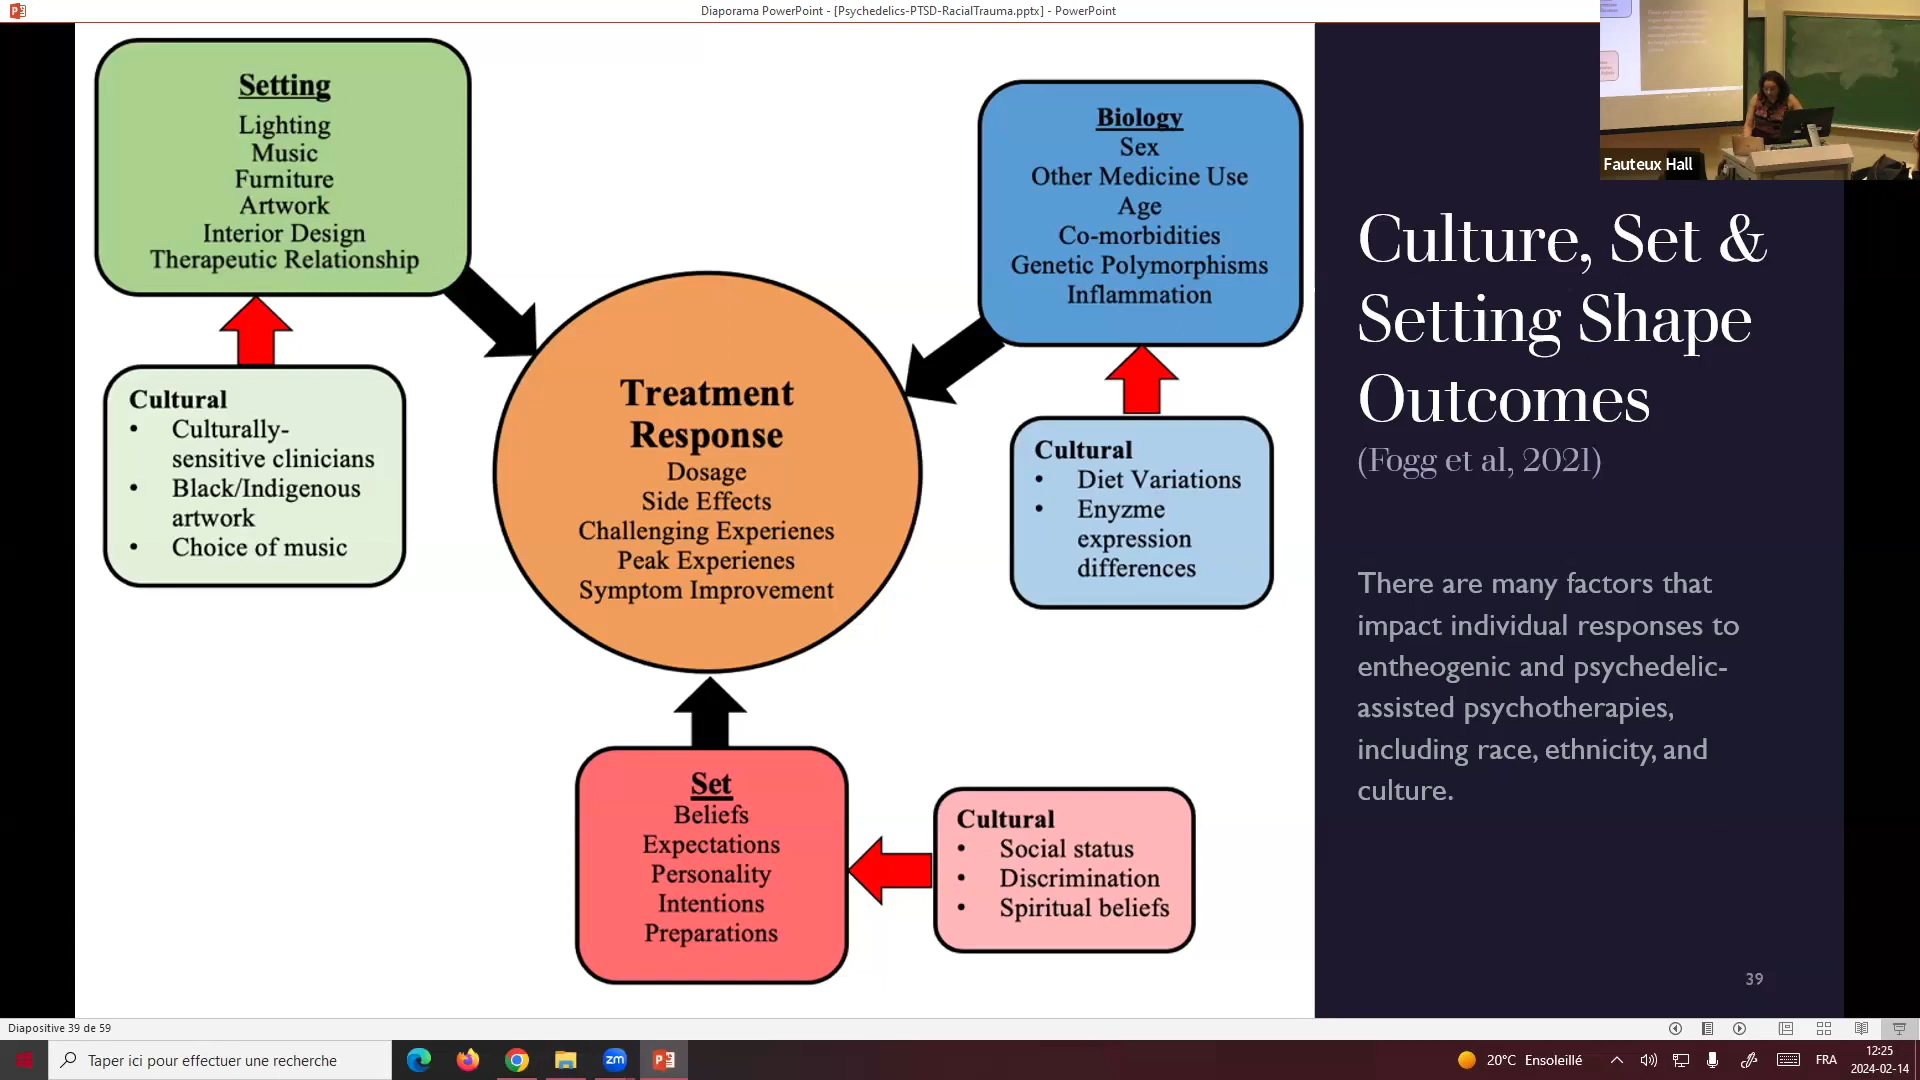 Diaporama PowerPoint - [Psychedelics-PTSD-RacialTrauma.pptx] - PowerPoint
Setting
Lighting
Music
Furniture
Artwork
Interior Design
Therapeutic Relationship
Cultural
• Culturally-
sensitive clinicians
• Black/Indigenous
artwork
• Choice of music
Treatment
Response
Dosage
Side Effects
Challenging Experienes
Peak Experienes
Symptom Improvement
Biology
Sex
Other Medicine Use
Age
Co-morbidities
Genetic Polymorphisms
Inflammation
Cultural
• Diet Variations
• Enyzme
expression
differences
Set
Beliefs
Expectations
Personality
Intentions
Preparations
Cultural
• Social status
• Discrimination
• Spiritual beliefs
Fauteux Hall
Culture, Set &
Setting Shape
Outcomes
(Fogg et al, 2021)
There are many factors that
impact individual responses to
entheogenic and psychedelic-
assisted psychotherapies,
including race, ethnicity, and
culture.
39
Diapositive 39 de 59
Taper ici pour effectuer une recherche
zm
20°C Ensoleillé
FRA
12:25
2024-02-14